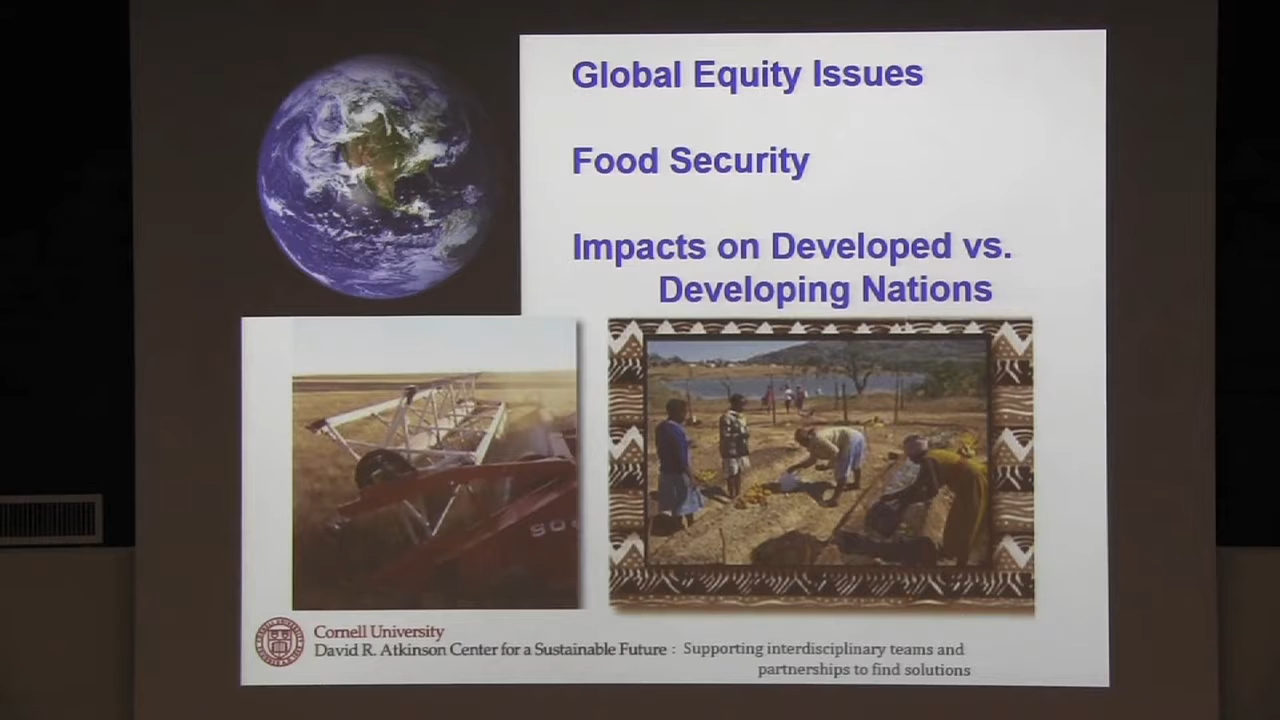 Global Equity Issues
Food Security
Impacts on Developed vs.
Developing Nations
Cornell University
David R. Atkinson Center for a Sustainable Future : Supporting interdisciplinary teams and
partnerships to find solutions